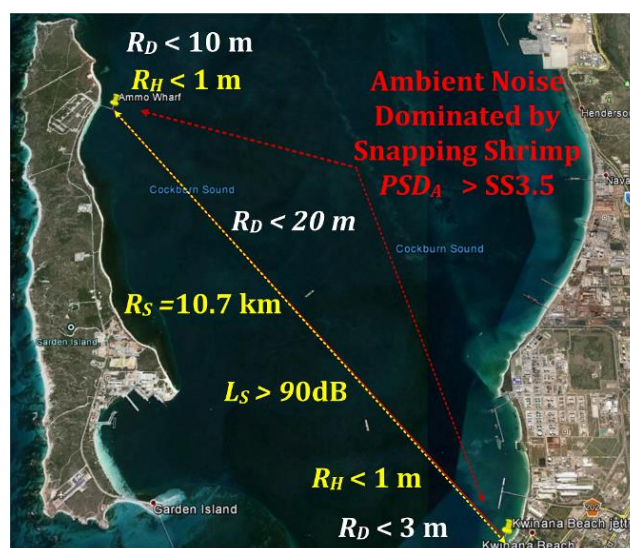 R_D < 10 m
R_H < 1 m
Ammo Wharf
Ambient Noise
Dominated by
Snapping Shrimp
PSD_A > SS3.5
Henderson
Nava
Cockburn Sound
R_D < 20 m
Cockburn Sound
R_S =10.7 km
Garden Island
L_S > 90dB
R_H < 1 m
Garden Island
R_D < 3 m
Kwinana Beach jett
Kwinana Beach